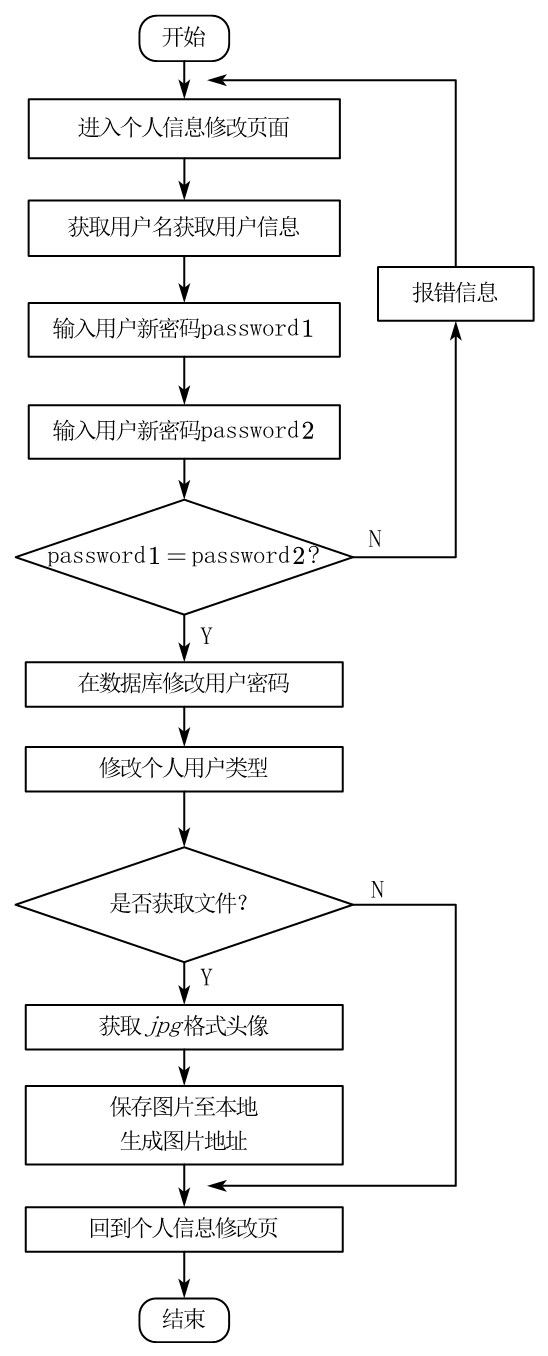 开始
进入个人信息修改页面
获取用户名获取用户信息
报错信息
输入用户新密码password1
输入用户新密码password2
password1=password2?
N
Y
在数据库修改用户密码
修改个人用户类型
是否获取文件?
N
Y
获取jpg格式头像
保存图片至本地
生成图片地址
回到个人信息修改页
结束